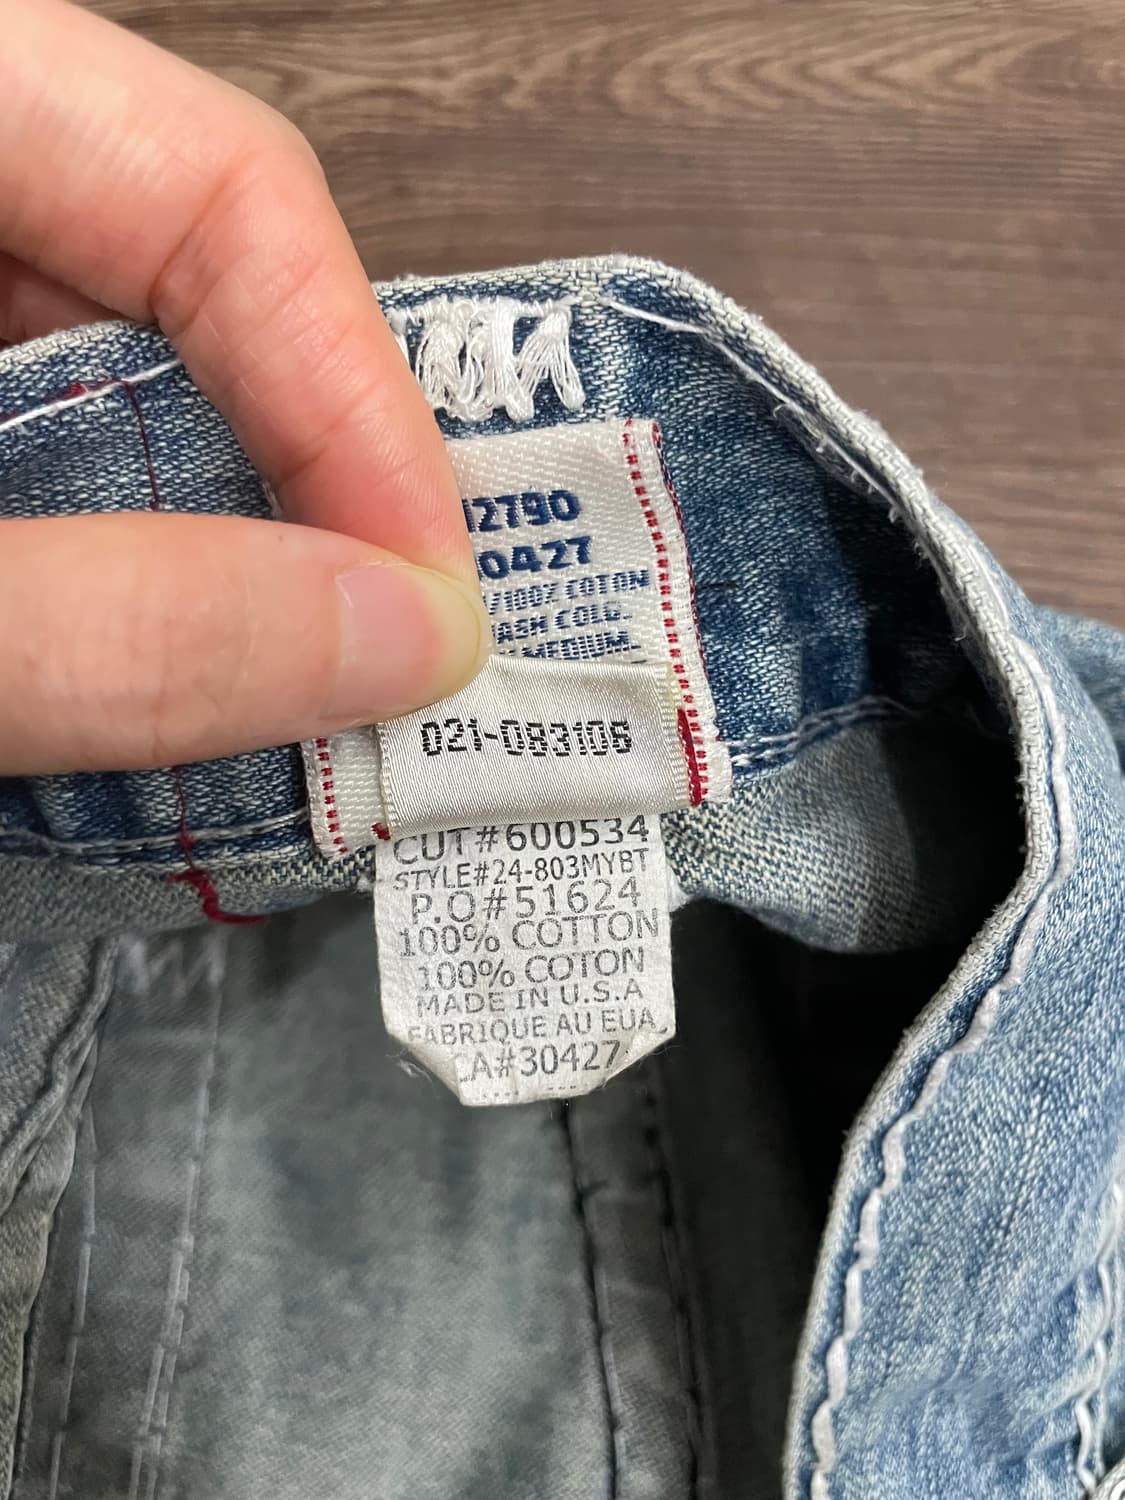 12790
0427
/100% COTON
ASH COLD
MEDIUM
021-083106
CUT#600534
STYLE#24-803MYBT
P.O#51624
100% COTTON
100% COTON
MADE IN U.S.A
FABRIQUE AU EUA
CA#30427